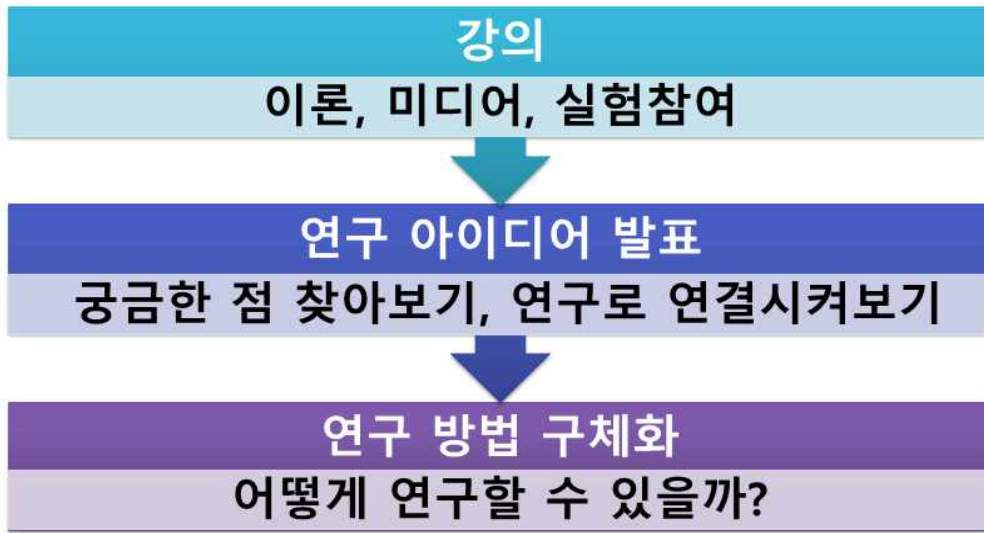 강의
이론, 미디어, 실험참여
연구 아이디어 발표
궁금한 점 찾아보기, 연구로 연결시켜보기
연구 방법 구체화
어떻게 연구할 수 있을까?